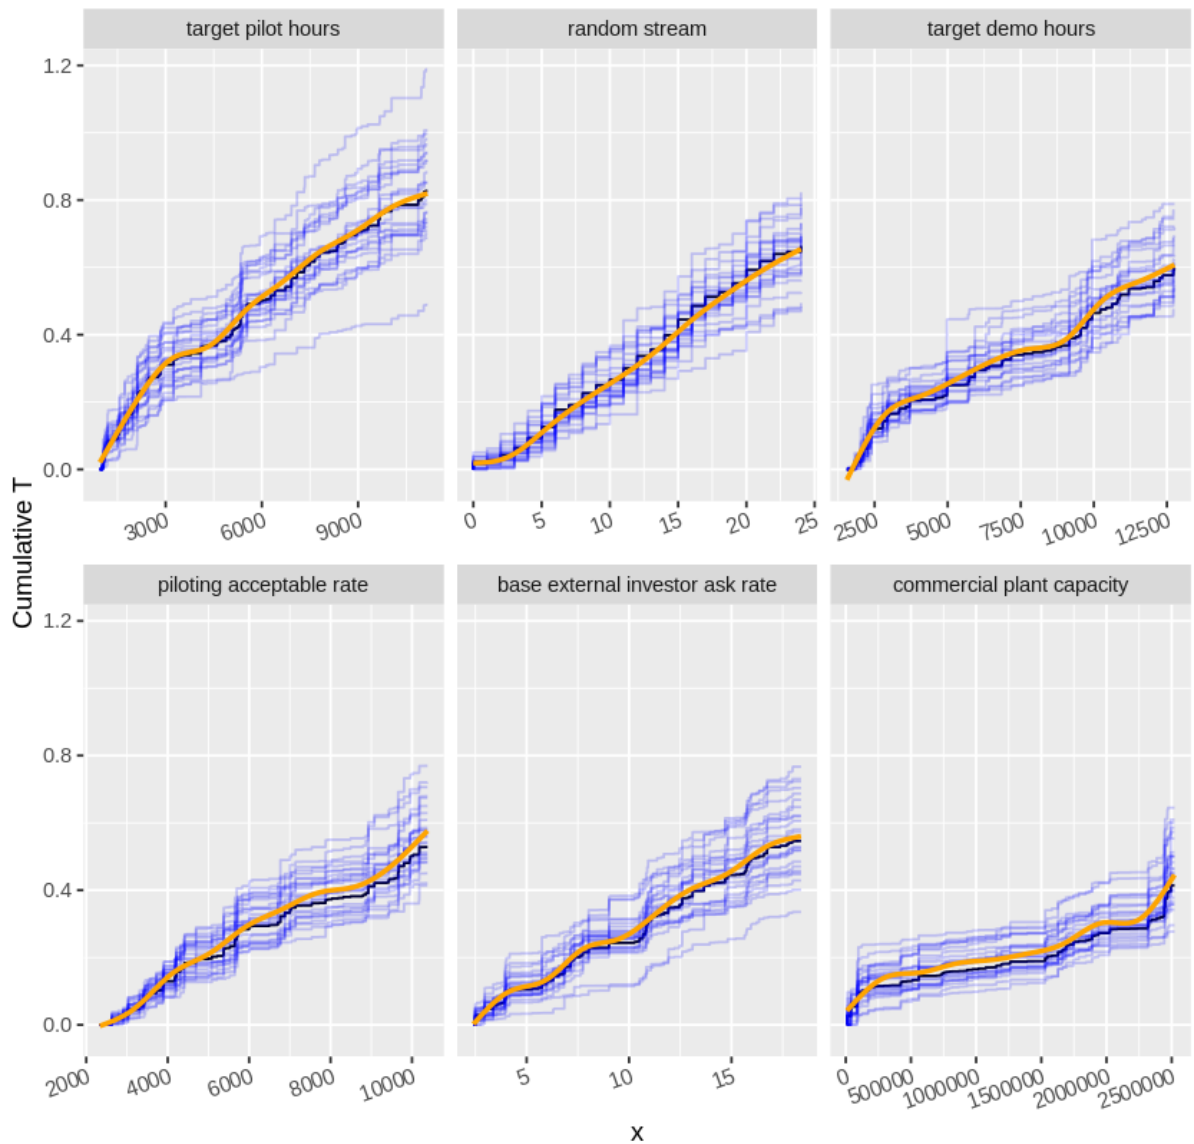 target pilot hours random stream target demo hours
1.2
0.8
0.4
0.0
3000 6000 9000 0 5 10 15 20 25 2500 5000 7500 10000 12500
Cumulative T
piloting acceptable rate base external investor ask rate commercial plant capacity
1.2
0.8
0.4
0.0
2000 4000 6000 8000 10000 5 10 15 0 500000 1000000 1500000 2000000 2500000
x